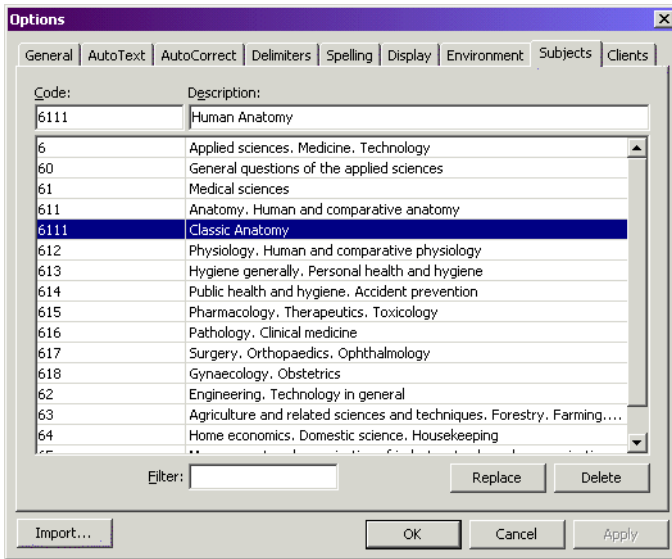 Options
General AutoText AutoCorrect Delimiters Spelling Display Environment Subjects Clients
Code: Description:
6111 Human Anatomy
6 Applied sciences. Medicine. Technology
60 General questions of the applied sciences
61 Medical sciences
611 Anatomy. Human and comparative anatomy
6111 Classic Anatomy
612 Physiology. Human and comparative physiology
613 Hygiene generally. Personal health and hygiene
614 Public health and hygiene. Accident prevention
615 Pharmacology. Therapeutics. Toxicology
616 Pathology. Clinical medicine
617 Surgery. Orthopaedics. Ophthalmology
618 Gynaecology. Obstetrics
62 Engineering. Technology in general
63 Agriculture and related sciences and techniques. Forestry. Farming....
64 Home economics. Domestic science. Housekeeping
Filter: Replace Delete
Import... OK Cancel Apply